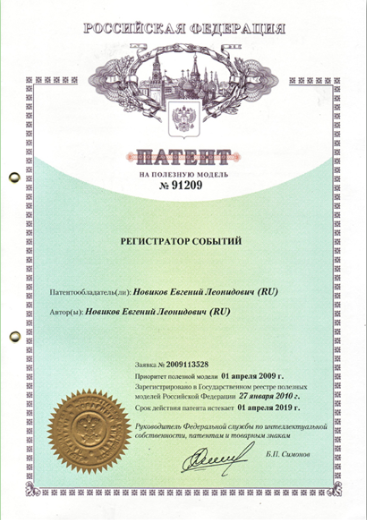 РОССИЙСКАЯ ФЕДЕРАЦИЯ
ПАТЕНТ
НА ПОЛЕЗНУЮ МОДЕЛЬ
№ 91209
РЕГИСТРАТОР СОБЫТИЙ
Патентообладатель(ли): Новиков Евгений Леонидович (RU)
Автор(ы): Новиков Евгений Леонидович (RU)
Заявка № 2009113528
Приоритет полезной модели 01 апреля 2009 г.
Зарегистрировано в Государственном реестре полезных
моделей Российской Федерации 27 января 2010 г.
Срок действия патента истекает 01 апреля 2019 г.
Руководитель Федеральной службы по интеллектуальной
собственности, патентам и товарным знакам
Б.П. Симонов